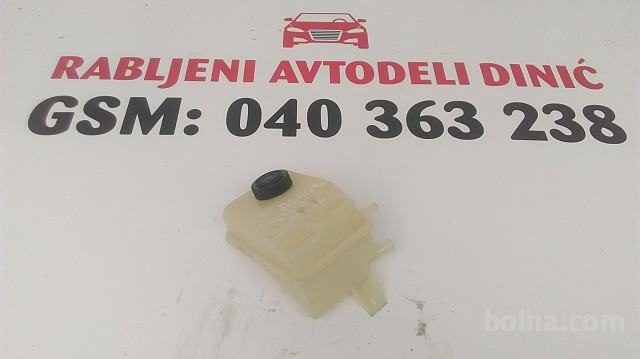 RABLJENI AVTODELI DINIĆ
GSM: 040 363 238
bolha.com